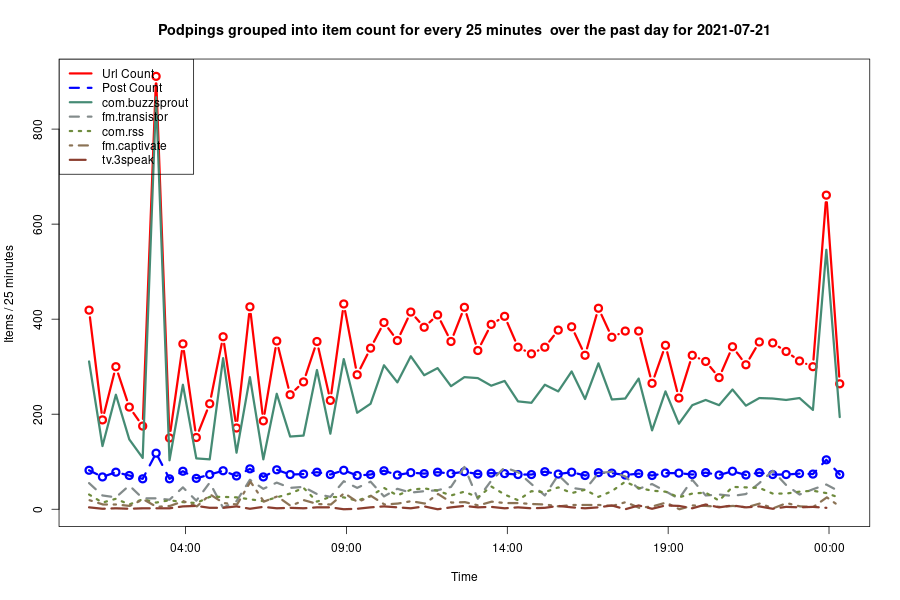 Podpings grouped into item count for every 25 minutes  over the past day for 2021-07-21
Url Count
Post Count
com.buzzsprout
fm.transistor
com.rss
fm.captivate
tv.3speak
Items / 25 minutes
800
600
400
200
0
04:00 09:00 14:00 19:00 00:00
Time